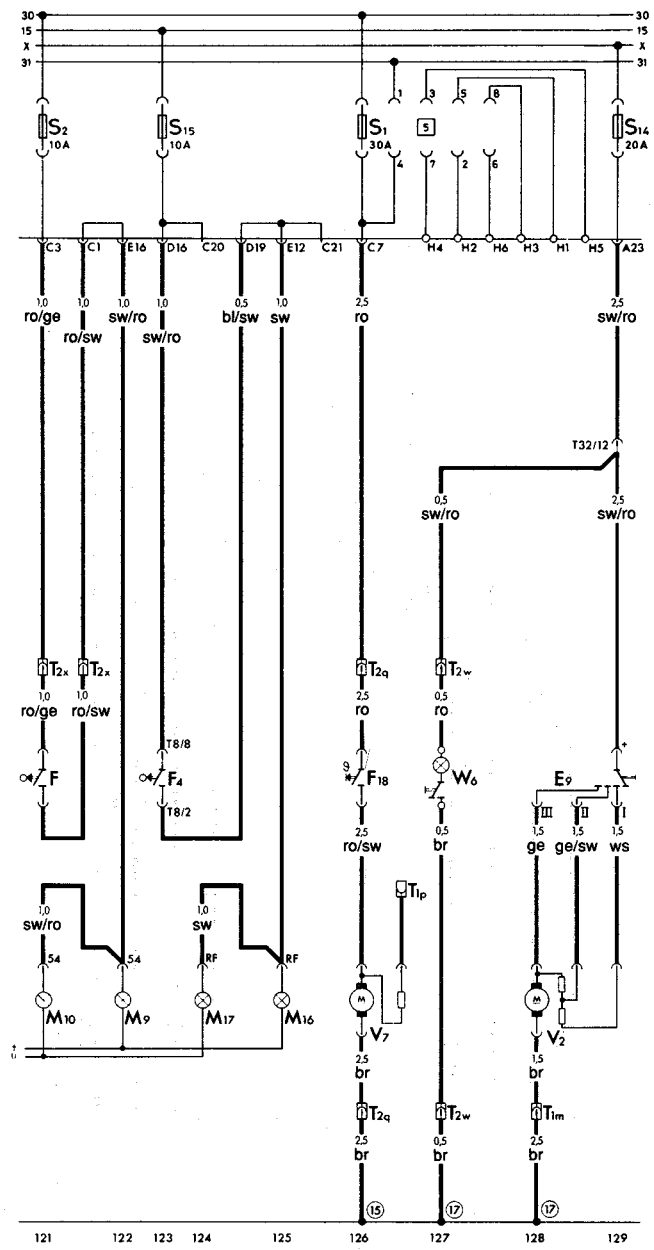 30 30
15 15
X X
31 31
1 3 5 8
S2 S15 S1 5 S14
10A 10A 30A 20A
4 7 2 6
C3 C1 E16 D16 C20 D19 E12 C21 C7 H4 H2 H6 H3 H1 H5 A23
1,0 1,0 1,0 1,0 0,5 1,0 2,5 2,5
ro/ge sw/ro bl/sw sw ro sw/ro
ro/sw sw/ro
T32/12
0,5 2,5
sw/ro sw/ro
T2x T2x T2q T2w
1,0 1,0 2,5 0,5
ro/ge ro/sw ro ro
T8/8 +
F F4 F18 W6 E9
T8/2 III II I
2,5 0,5 1,5 1,5 1,5
ro/sw br ge ge/sw ws
T1p
1,0 1,0
sw/ro sw
54 54 RF RF
M M
M10 M9 M17 M16
V7 V2
2,5 1,5
br br
T2q T2w T1m
2,5 0,5 2,5
br br br
15 17 17
121 122 123 124 125 126 127 128 129